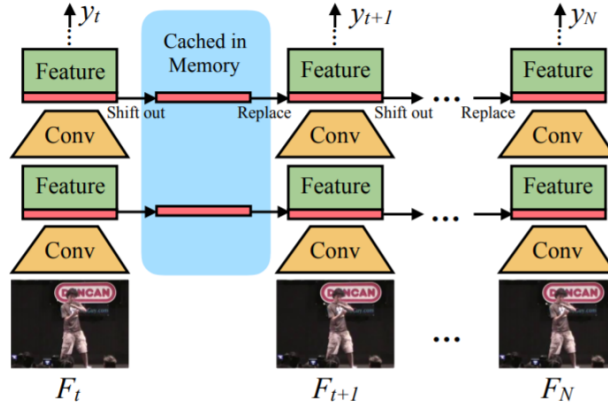 y_t
y_{t+1}
y_N
Feature
Cached in
Memory
Feature
Feature
Shift out
Replace
Shift out
...
Replace
Conv
Conv
Conv
Feature
Feature
...
Feature
Conv
Conv
Conv
DUNCAN
DUNCAN
...
DUNCAN
F_t
F_{t+1}
F_N